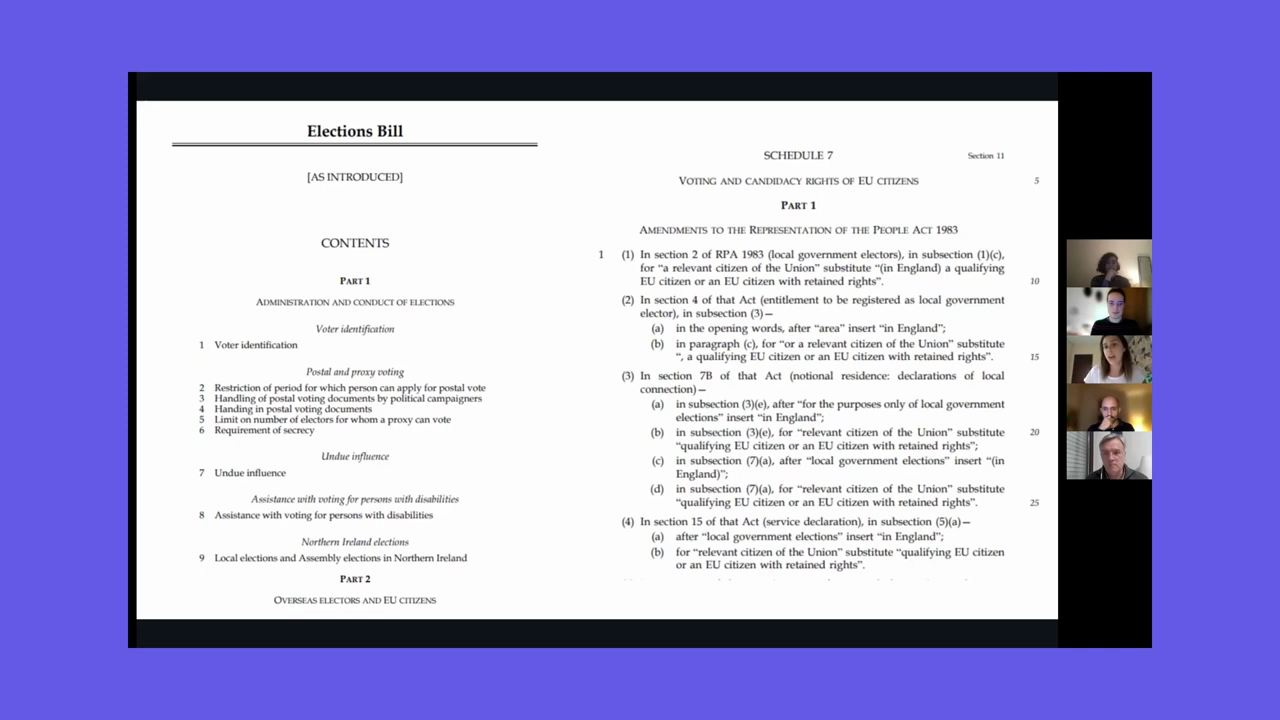 Elections Bill
[AS INTRODUCED]
CONTENTS
PART 1
ADMINISTRATION AND CONDUCT OF ELECTIONS
Voter identification
1 Voter identification
Postal and proxy voting
2 Restriction of period for which person can apply for postal vote
3 Handling of postal voting documents by political campaigners
4 Handing in postal voting documents
5 Limit on number of electors for whom a proxy can vote
6 Requirement of secrecy
Undue influence
7 Undue influence
Assistance with voting for persons with disabilities
8 Assistance with voting for persons with disabilities
Northern Ireland elections
9 Local elections and Assembly elections in Northern Ireland
PART 2
OVERSEAS ELECTORS AND EU CITIZENS
SCHEDULE 7 Section 11
VOTING AND CANDIDACY RIGHTS OF EU CITIZENS 5
PART 1
AMENDMENTS TO THE REPRESENTATION OF THE PEOPLE ACT 1983
1 (1) In section 2 of RPA 1983 (local government electors), in subsection (1)(c),
for “a relevant citizen of the Union” substitute “(in England) a qualifying
EU citizen or an EU citizen with retained rights”. 10
(2) In section 4 of that Act (entitlement to be registered as local government
elector), in subsection (3)—
(a) in the opening words, after “area” insert “in England”;
(b) in paragraph (c), for “or a relevant citizen of the Union” substitute
“, a qualifying EU citizen or an EU citizen with retained rights”. 15
(3) In section 7B of that Act (notional residence: declarations of local
connection)—
(a) in subsection (3)(e), after “for the purposes only of local government
elections” insert “in England”;
(b) in subsection (3)(e), for “relevant citizen of the Union” substitute 20
“qualifying EU citizen or an EU citizen with retained rights”;
(c) in subsection (7)(a), after “local government elections” insert “(in
England)”;
(d) in subsection (7)(a), for “relevant citizen of the Union” substitute
“qualifying EU citizen or an EU citizen with retained rights”. 25
(4) In section 15 of that Act (service declaration), in subsection (5)(a)—
(a) after “local government elections” insert “in England”;
(b) for “relevant citizen of the Union” substitute “qualifying EU citizen
or an EU citizen with retained rights”.